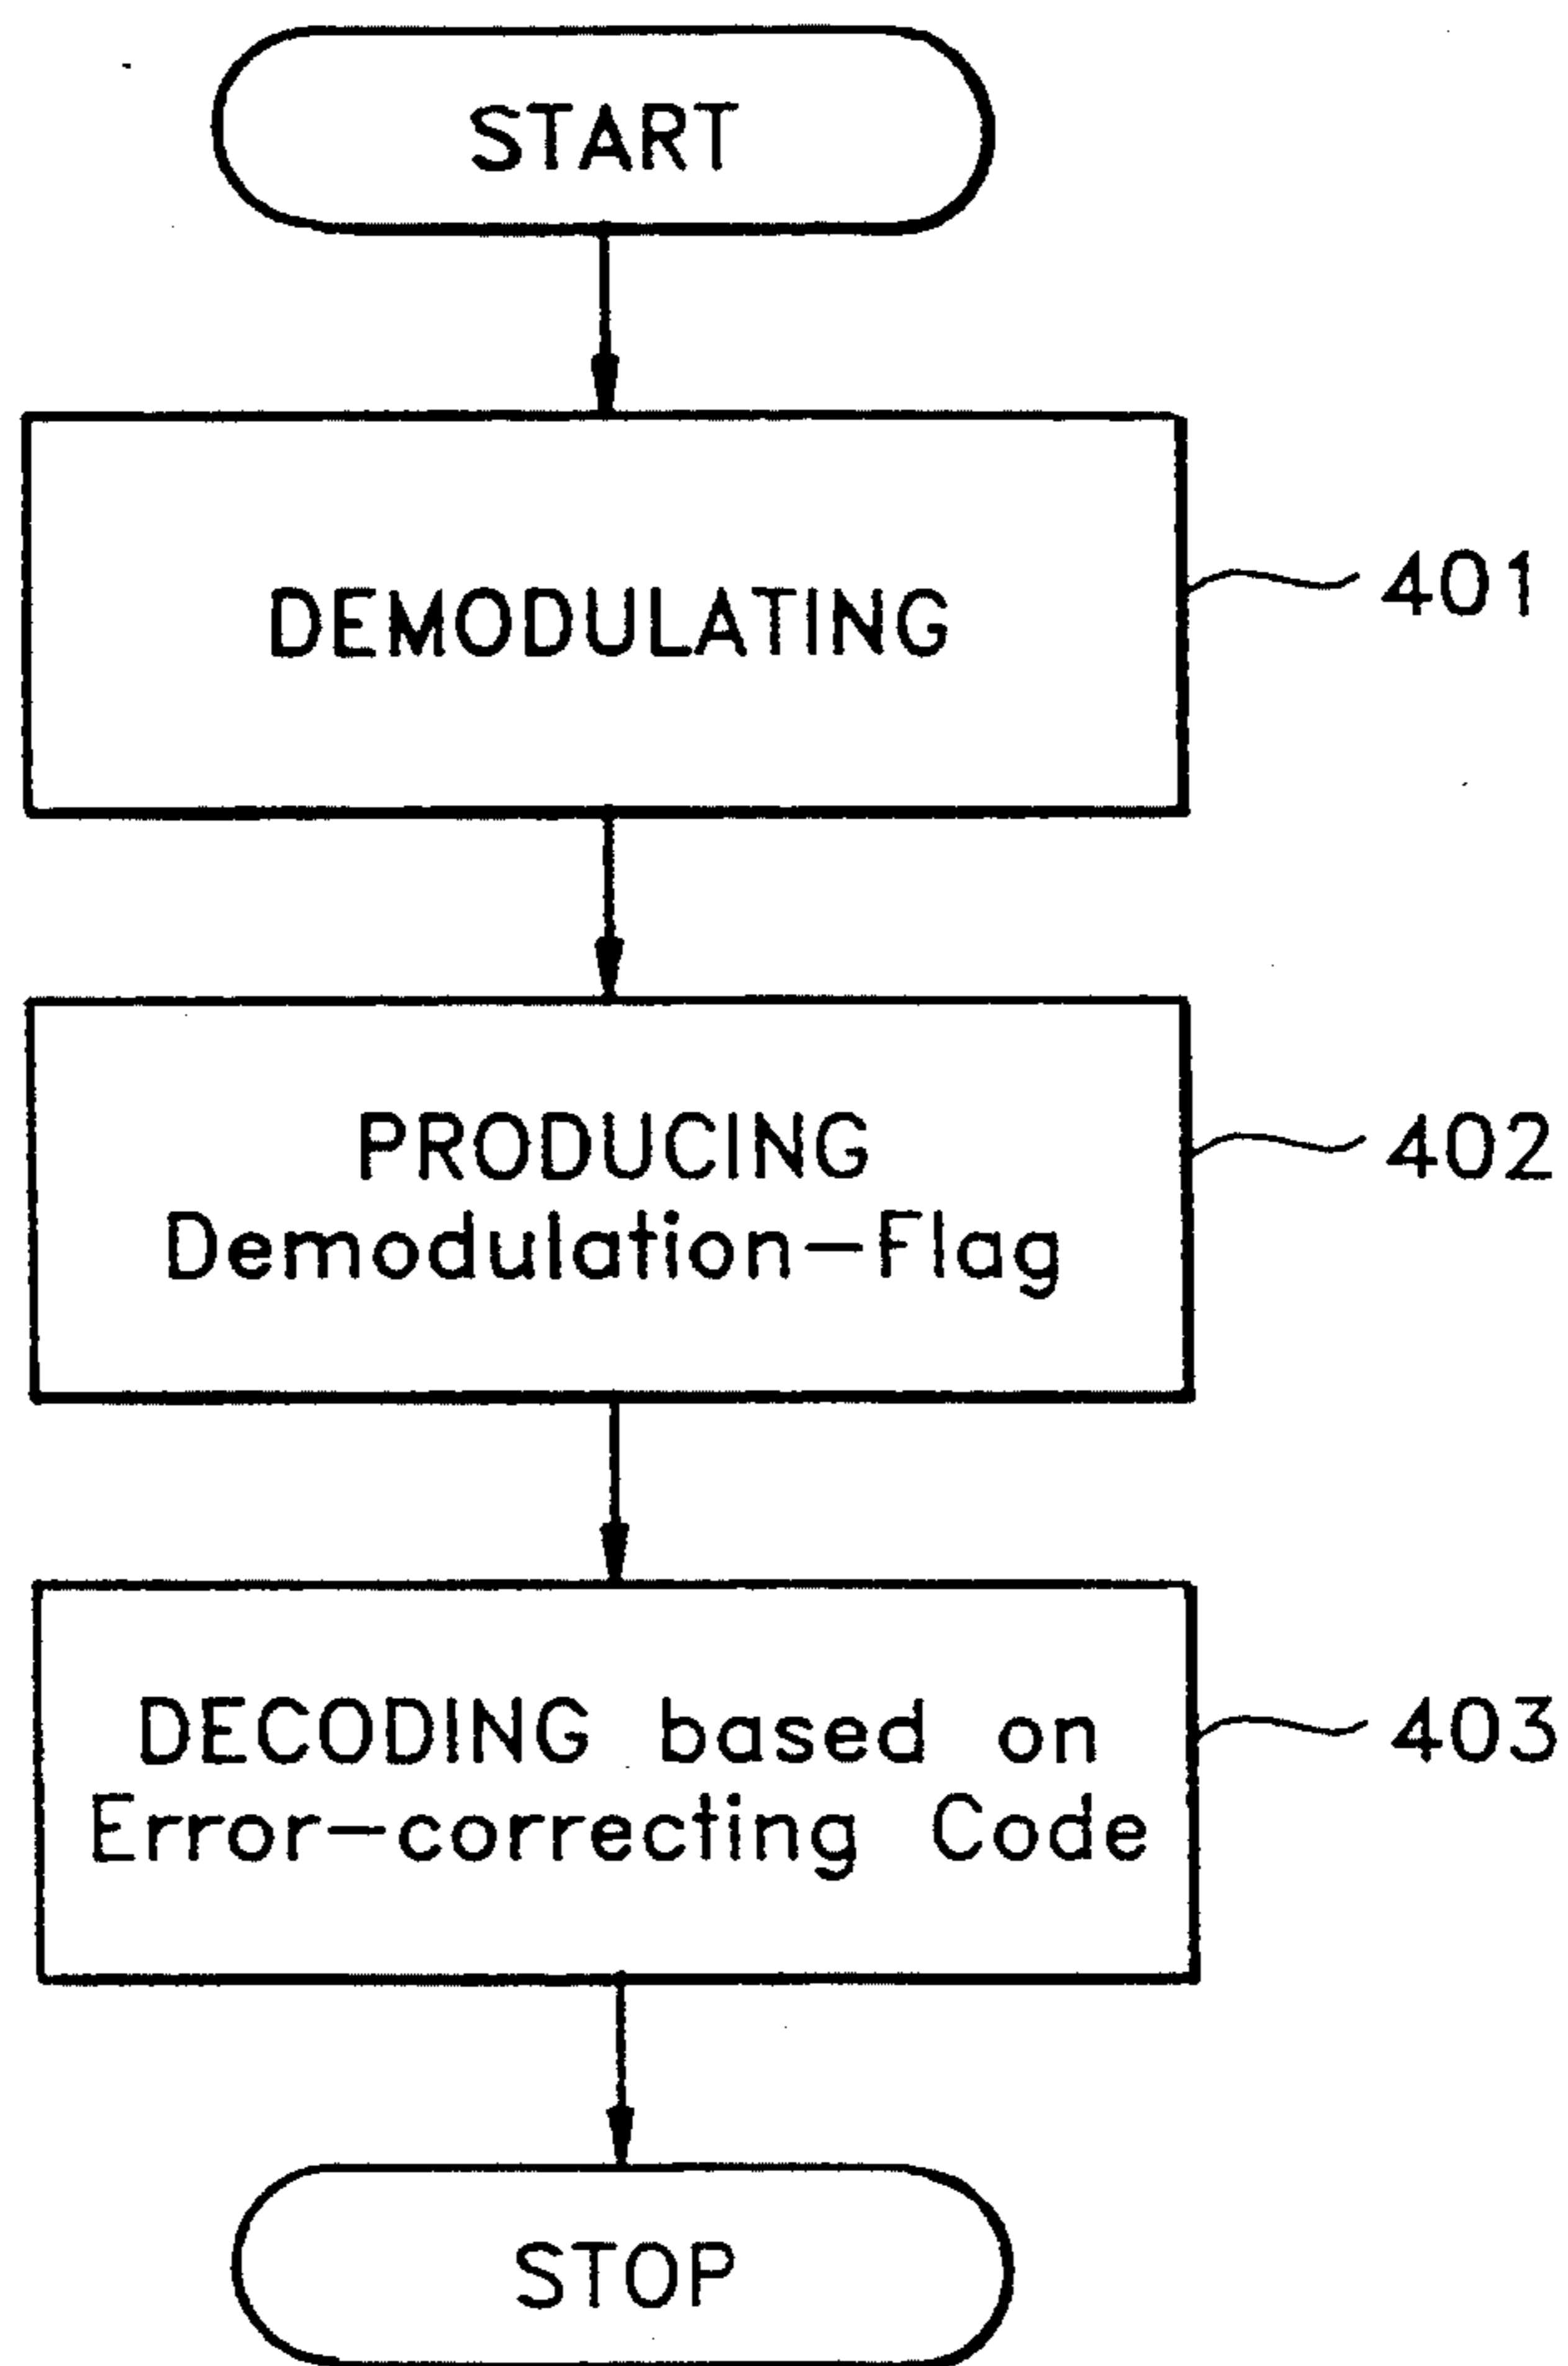 START
DEMODULATING
401
PRODUCING
Demodulation-Flag
402
DECODING based on
Error-correcting Code
403
STOP